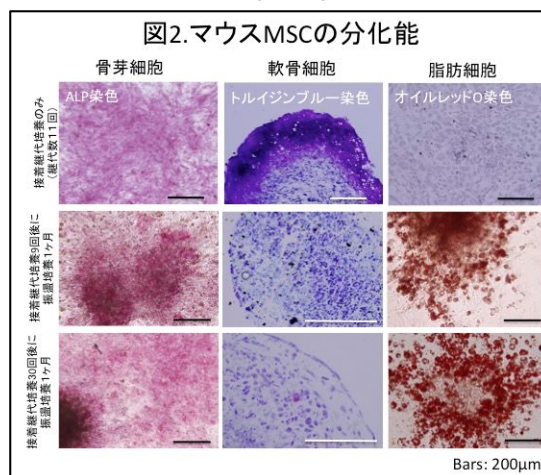 図2.マウスMSCの分化能
骨芽細胞
軟骨細胞
脂肪細胞
接着継代培養のみ
(継代数11回)
ALP染色
トルイジンブルー染色
オイルレッドO染色
接着継代培養9回後に
振温培養1ヶ月
接着継代培養30回後に
振温培養1ヶ月
Bars: 200μm